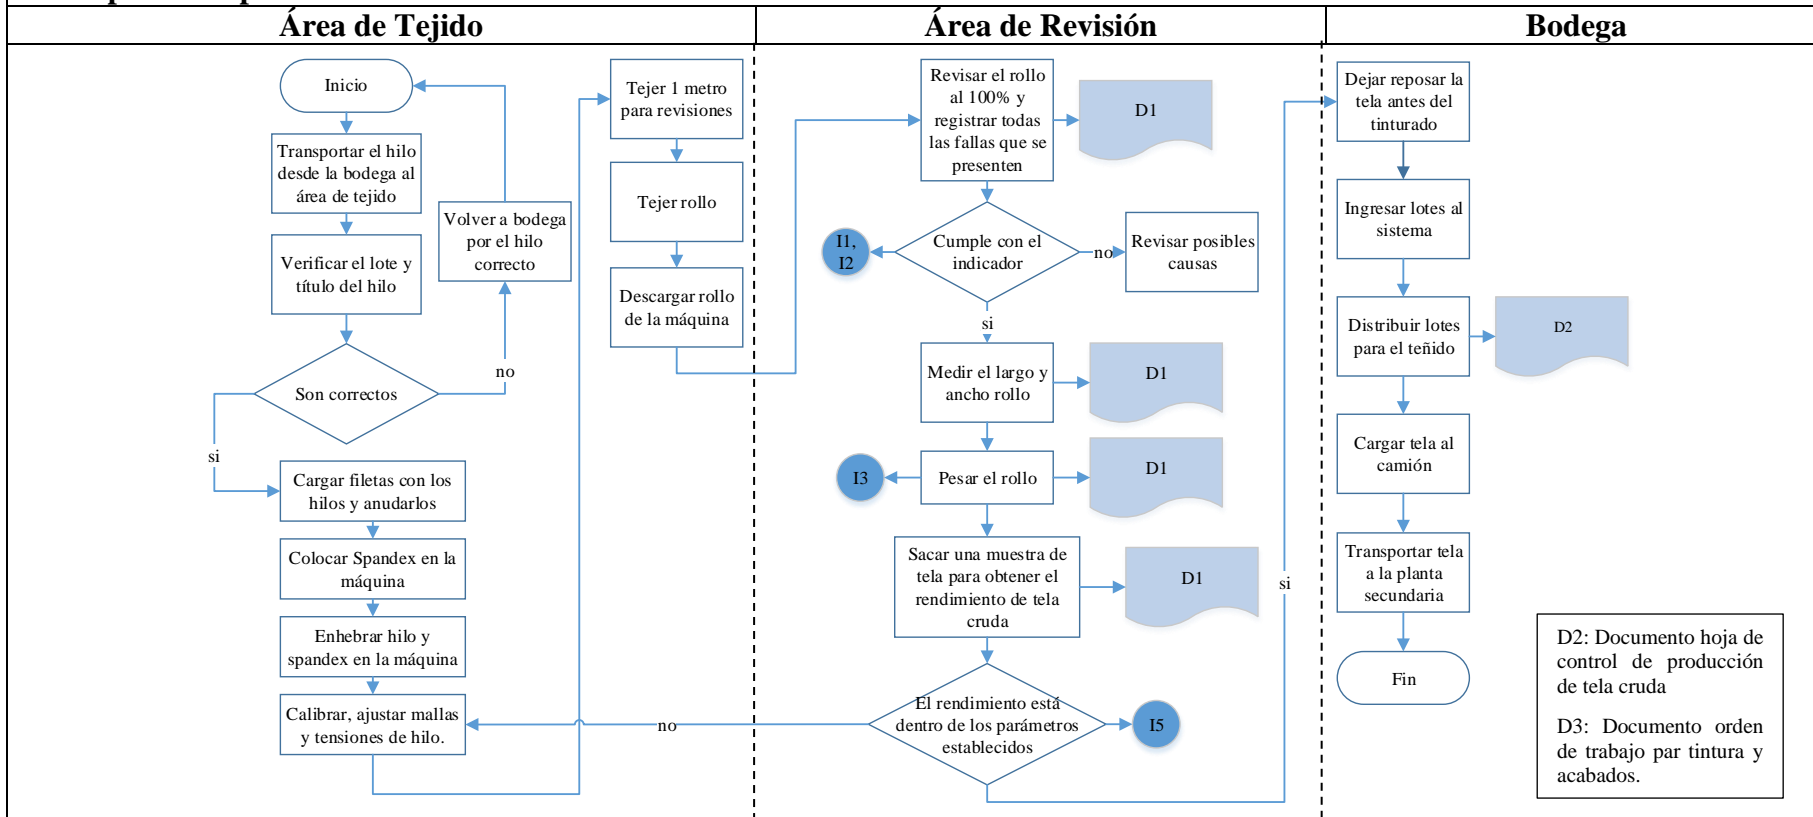 Área de Tejido
Área de Revisión
Bodega
Inicio
Transportar el hilo
desde la bodega al
área de tejido
Verificar el lote y
título del hilo
Son correctos
si
no
Volver a bodega
por el hilo
correcto
Cargar filetas con los
hilos y anudarlos
Colocar Spandex en la
máquina
Enhebrar hilo y
spandex en la máquina
Calibrar, ajustar mallas
y tensiones de hilo.
Tejer 1 metro
para revisiones
Tejer rollo
Descargar rollo
de la máquina
Revisar el rollo
al 100% y
registrar todas
las fallas que se
presenten
D1
I1,
I2
Cumple con el
indicador
no
Revisar posibles
causas
si
Medir el largo y
ancho rollo
D1
I3
Pesar el rollo
D1
Sacar una muestra de
tela para obtener el
rendimiento de tela
cruda
D1
El rendimiento está
dentro de los parámetros
establecidos
no
I5
si
Dejar reposar la
tela antes del
tinturado
Ingresar lotes al
sistema
Distribuir lotes
para el teñido
D2
Cargar tela al
camión
Transportar tela
a la planta
secundaria
Fin
D2: Documento hoja de
control de producción
de tela cruda
D3: Documento orden
de trabajo par tintura y
acabados.